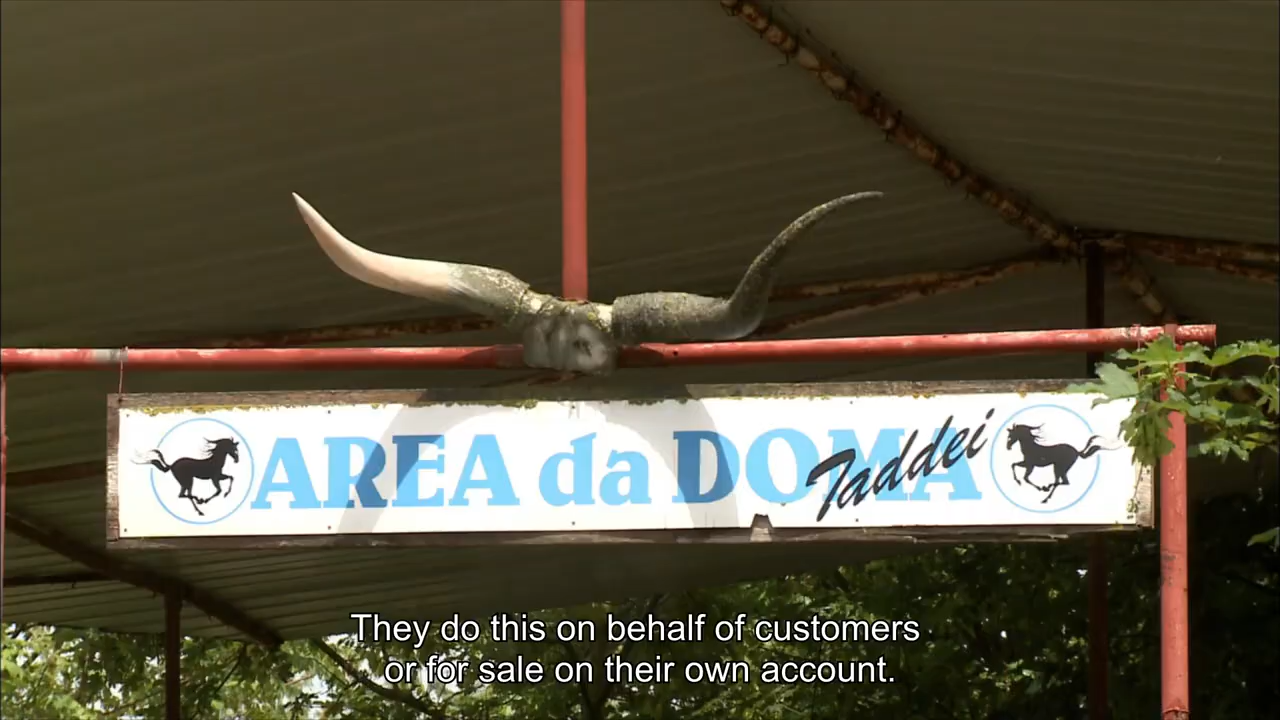 AREA da DOMA
Taddei
They do this on behalf of customers
or for sale on their own account.